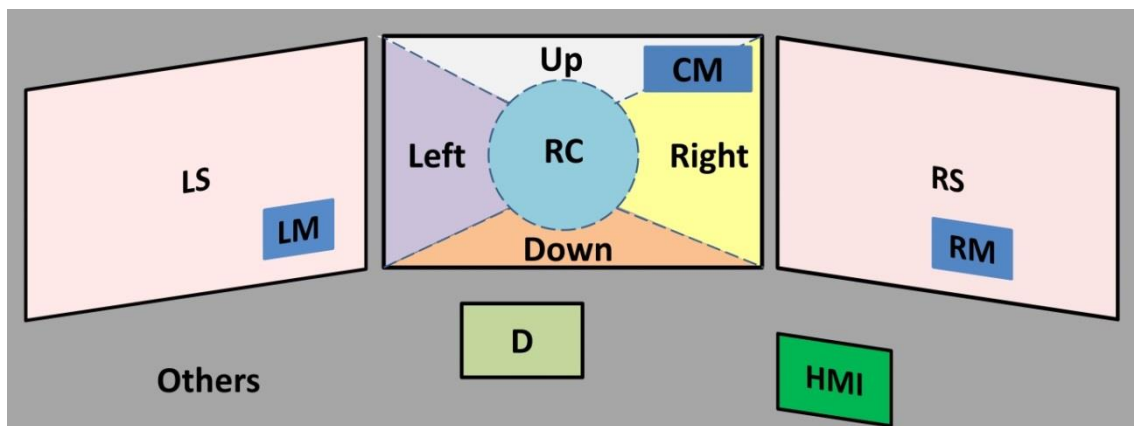 LS
LM
Up
CM
Left
RC
Right
Down
RS
RM
D
HMI
Others